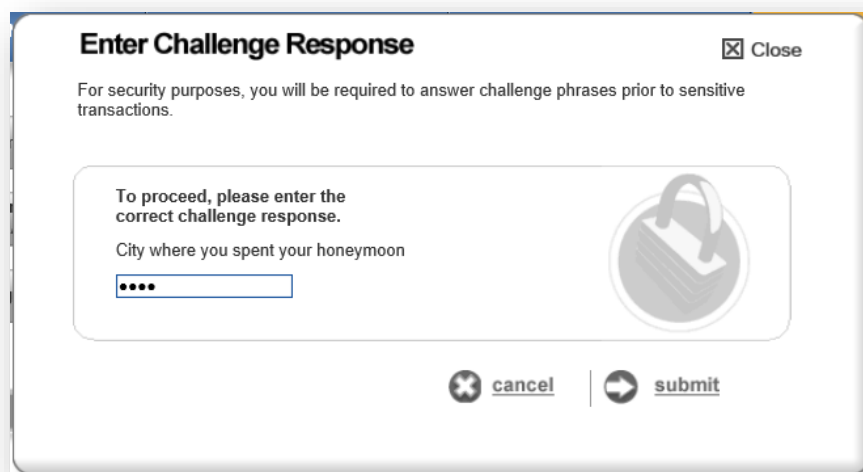 Enter Challenge Response
Close
For security purposes, you will be required to answer challenge phrases prior to sensitive
transactions.
To proceed, please enter the
correct challenge response.
City where you spent your honeymoon
••••
cancel
submit